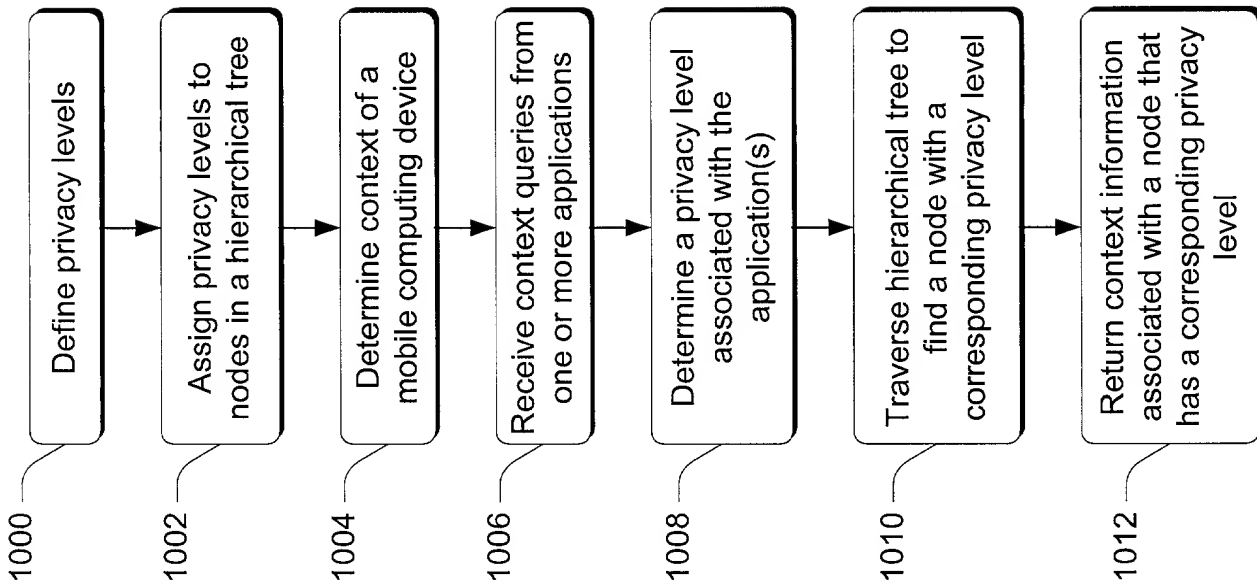 1000
Define privacy levels
1002
Assign privacy levels to
nodes in a hierarchical tree
1004
Determine context of a
mobile computing device
1006
Receive context queries from
one or more applications
1008
Determine a privacy level
associated with the
application(s)
1010
Traverse hierarchical tree to
find a node with a
corresponding privacy level
1012
Return context information
associated with a node that
has a corresponding privacy
level